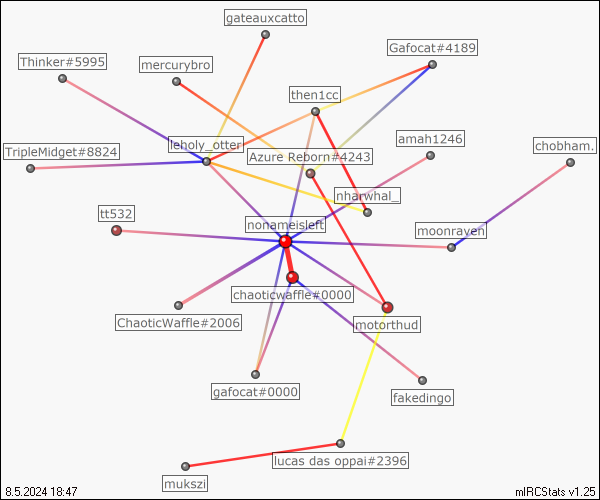 gateauxcatto
Gafocat#4189
Thinker#5995
mercurybro
then1cc
amah1246
chobham.
leholy_otter
TripleMidget#8824
Azure Reborn#4243
nharwhal_
tt532
nonameisleft
moonraven
chaoticwaffle#0000
ChaoticWaffle#2006
motorthud
gafocat#0000
fakedingo
lucas das oppai#2396
mukszi
8.5.2024 18:47
mIRCStats v1.25